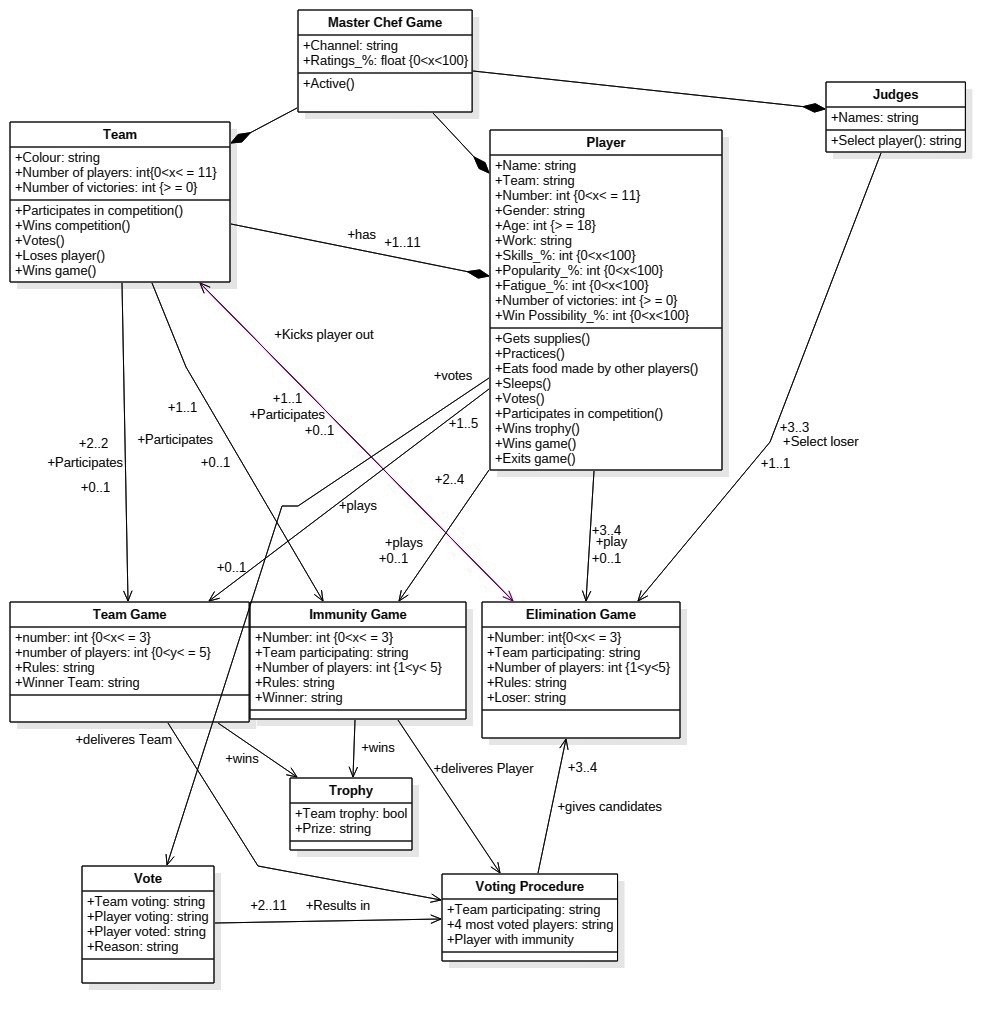 Master Chef Game
+Channel: string
+Ratings_%: float {0<x<100}
+Active()
Judges
+Names: string
+Select player(): string
Team
+Colour: string
+Number of players: int{0<x< = 11}
+Number of victories: int {> = 0}
+Participates in competition()
+Wins competition()
+Votes()
+Loses player()
+Wins game()
Player
+Name: string
+Team: string
+Number: int {0<x< = 11}
+Gender: string
+Age: int {> = 18}
+Work: string
+Skills_%: int {0<x<100}
+Popularity_%: int {0<x<100}
+Fatigue_%: int {0<x<100}
+Number of victories: int {> = 0}
+Win Possibility_%: int {0<x<100}
+Gets supplies()
+Practices()
+Eats food made by other players()
+Sleeps()
+Votes()
+Participates in competition()
+Wins trophy()
+Wins game()
+Exits game()
+has
+1..11
+Kicks player out
+votes
+1..1
+Participates
+0..1
+1..1
+Participates
+0..1
+2..2
+Participates
+0..1
+1..5
+plays
+0..1
+2..4
+plays
+0..1
+3..4
+play
+0..1
+3..3
+Select loser
+1..1
Team Game
+number: int {0<x< = 3}
+number of players: int {0<y< = 5}
+Rules: string
+Winner Team: string
Immunity Game
+Number: int {0<x< = 3}
+Team participating: string
+Number of players: int {1<y< 5}
+Rules: string
+Winner: string
Elimination Game
+Number: int{0<x< = 3}
+Team participating: string
+Number of players: int {1<y<5}
+Rules: string
+Loser: string
+deliveres Team
+wins
+wins
+deliveres Player
+3..4
+gives candidates
Trophy
+Team trophy: bool
+Prize: string
Vote
+Team voting: string
+Player voting: string
+Player voted: string
+Reason: string
+2..11
+Results in
Voting Procedure
+Team participating: string
+4 most voted players: string
+Player with immunity